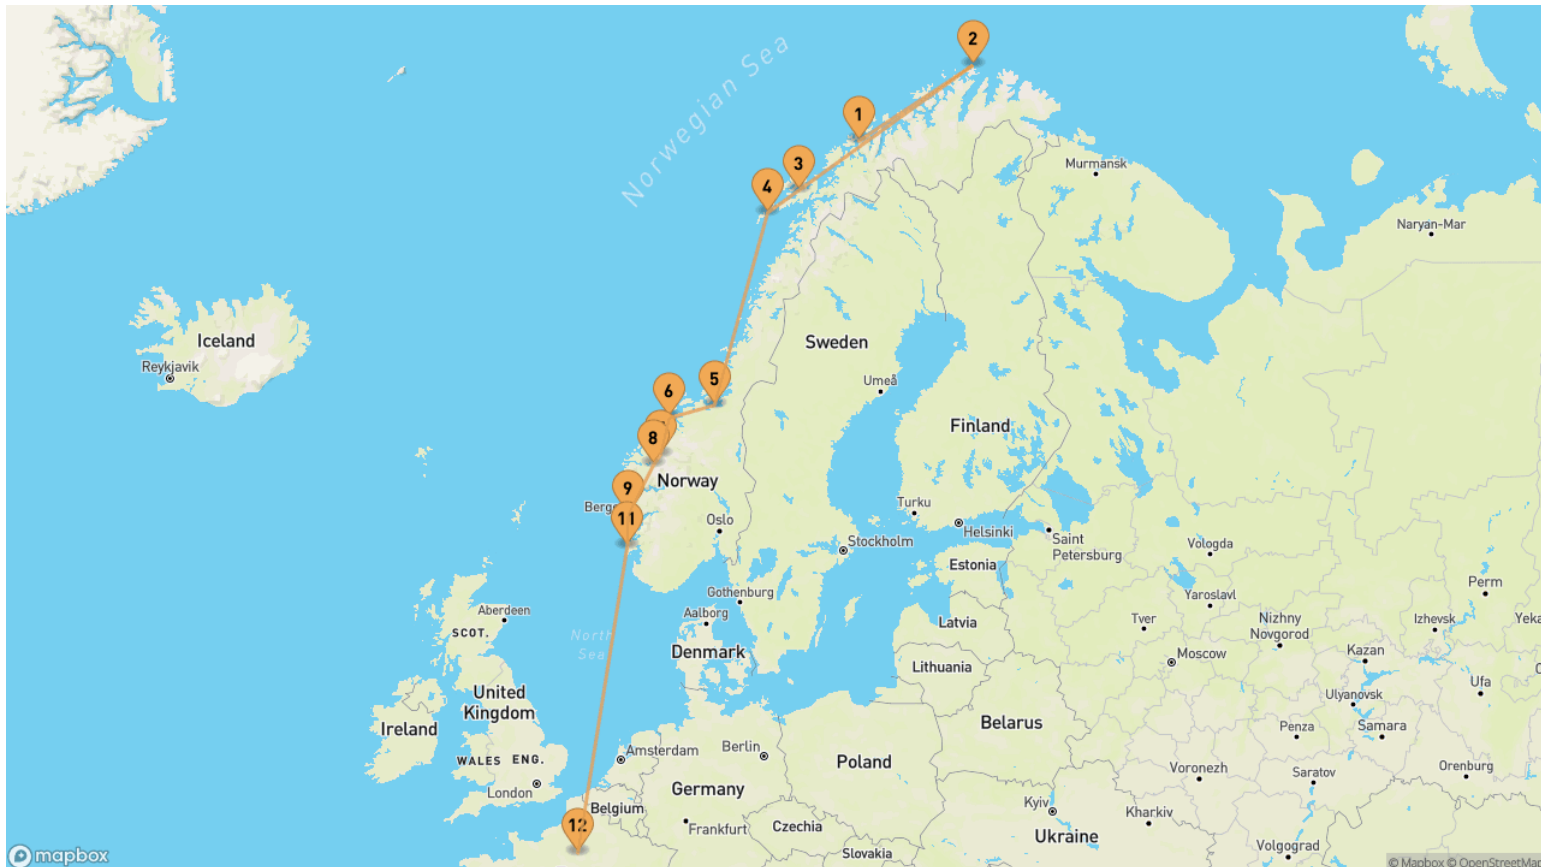 2
Norwegian Sea
1
Murmansk
3
4
Naryan-Mar
Iceland
Sweden
Reykjavik
5
Umeå
6
Finland
8
Norway
9
Turku
11
Oslo
Helsinki
Saint
Petersburg
Stockholm
Vologda
Estonia
Perm
Gothenburg
Yaroslavl
Aberdeen
Aalborg
Latvia
Tver
Nizhny
Novgorod
Izhevsk
SCOT.
North
Sea
Denmark
Moscow
Kazan
Lithuania
Ufa
United
Kingdom
Ulyanovsk
Ireland
Belarus
Penza
Samara
Amsterdam
Berlin
WALES
ENG.
Poland
Voronezh
Saratov
Orenburg
London
Germany
Belgium
Kyiv
Kharkiv
12
Frankfurt
Czechia
Ukraine
Volgograd
Slovakia
mapbox
© Mapbox © OpenStreetMap